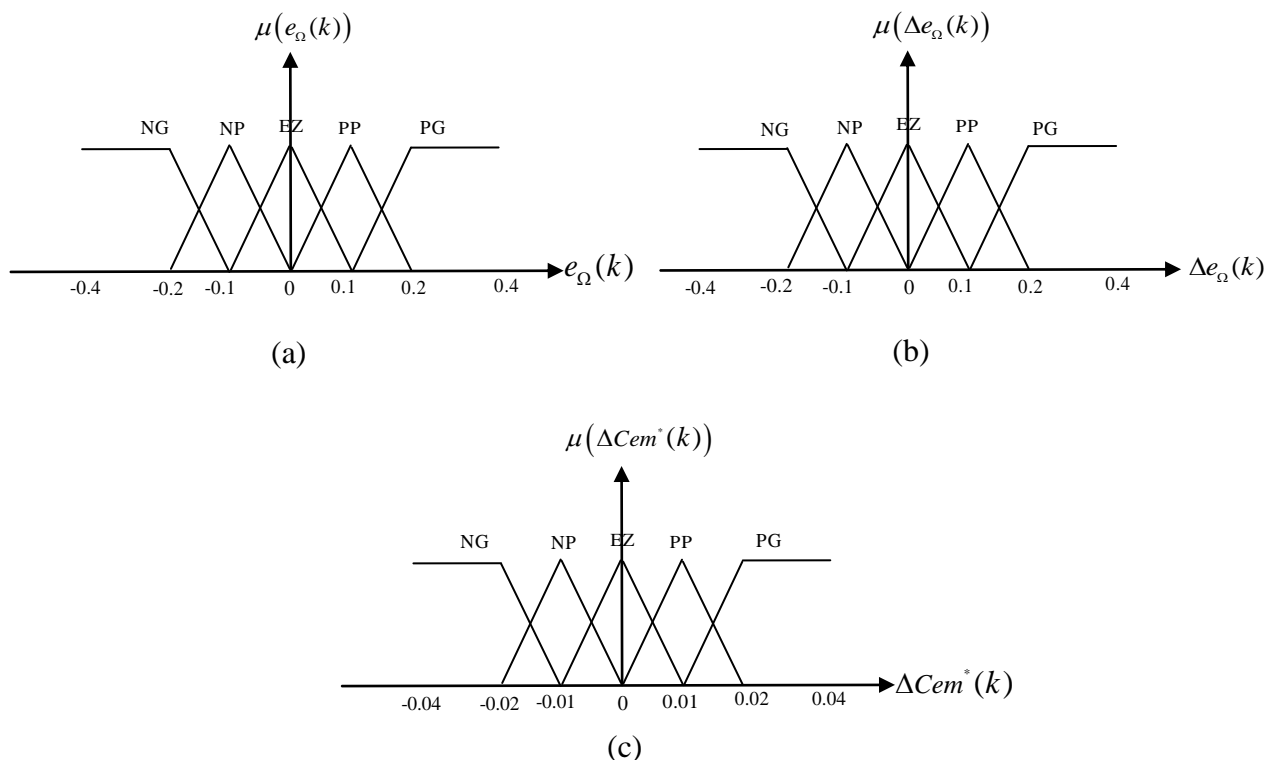 μ(e_Ω(k))
NG NP EZ PP PG
e_Ω(k)
-0.4 -0.2 -0.1 0 0.1 0.2 0.4
(a)
μ(Δe_Ω(k))
NG NP EZ PP PG
Δe_Ω(k)
-0.4 -0.2 -0.1 0 0.1 0.2 0.4
(b)
μ(ΔCem*(k))
NG NP EZ PP PG
ΔCem*(k)
-0.04 -0.02 -0.01 0 0.01 0.02 0.04
(c)